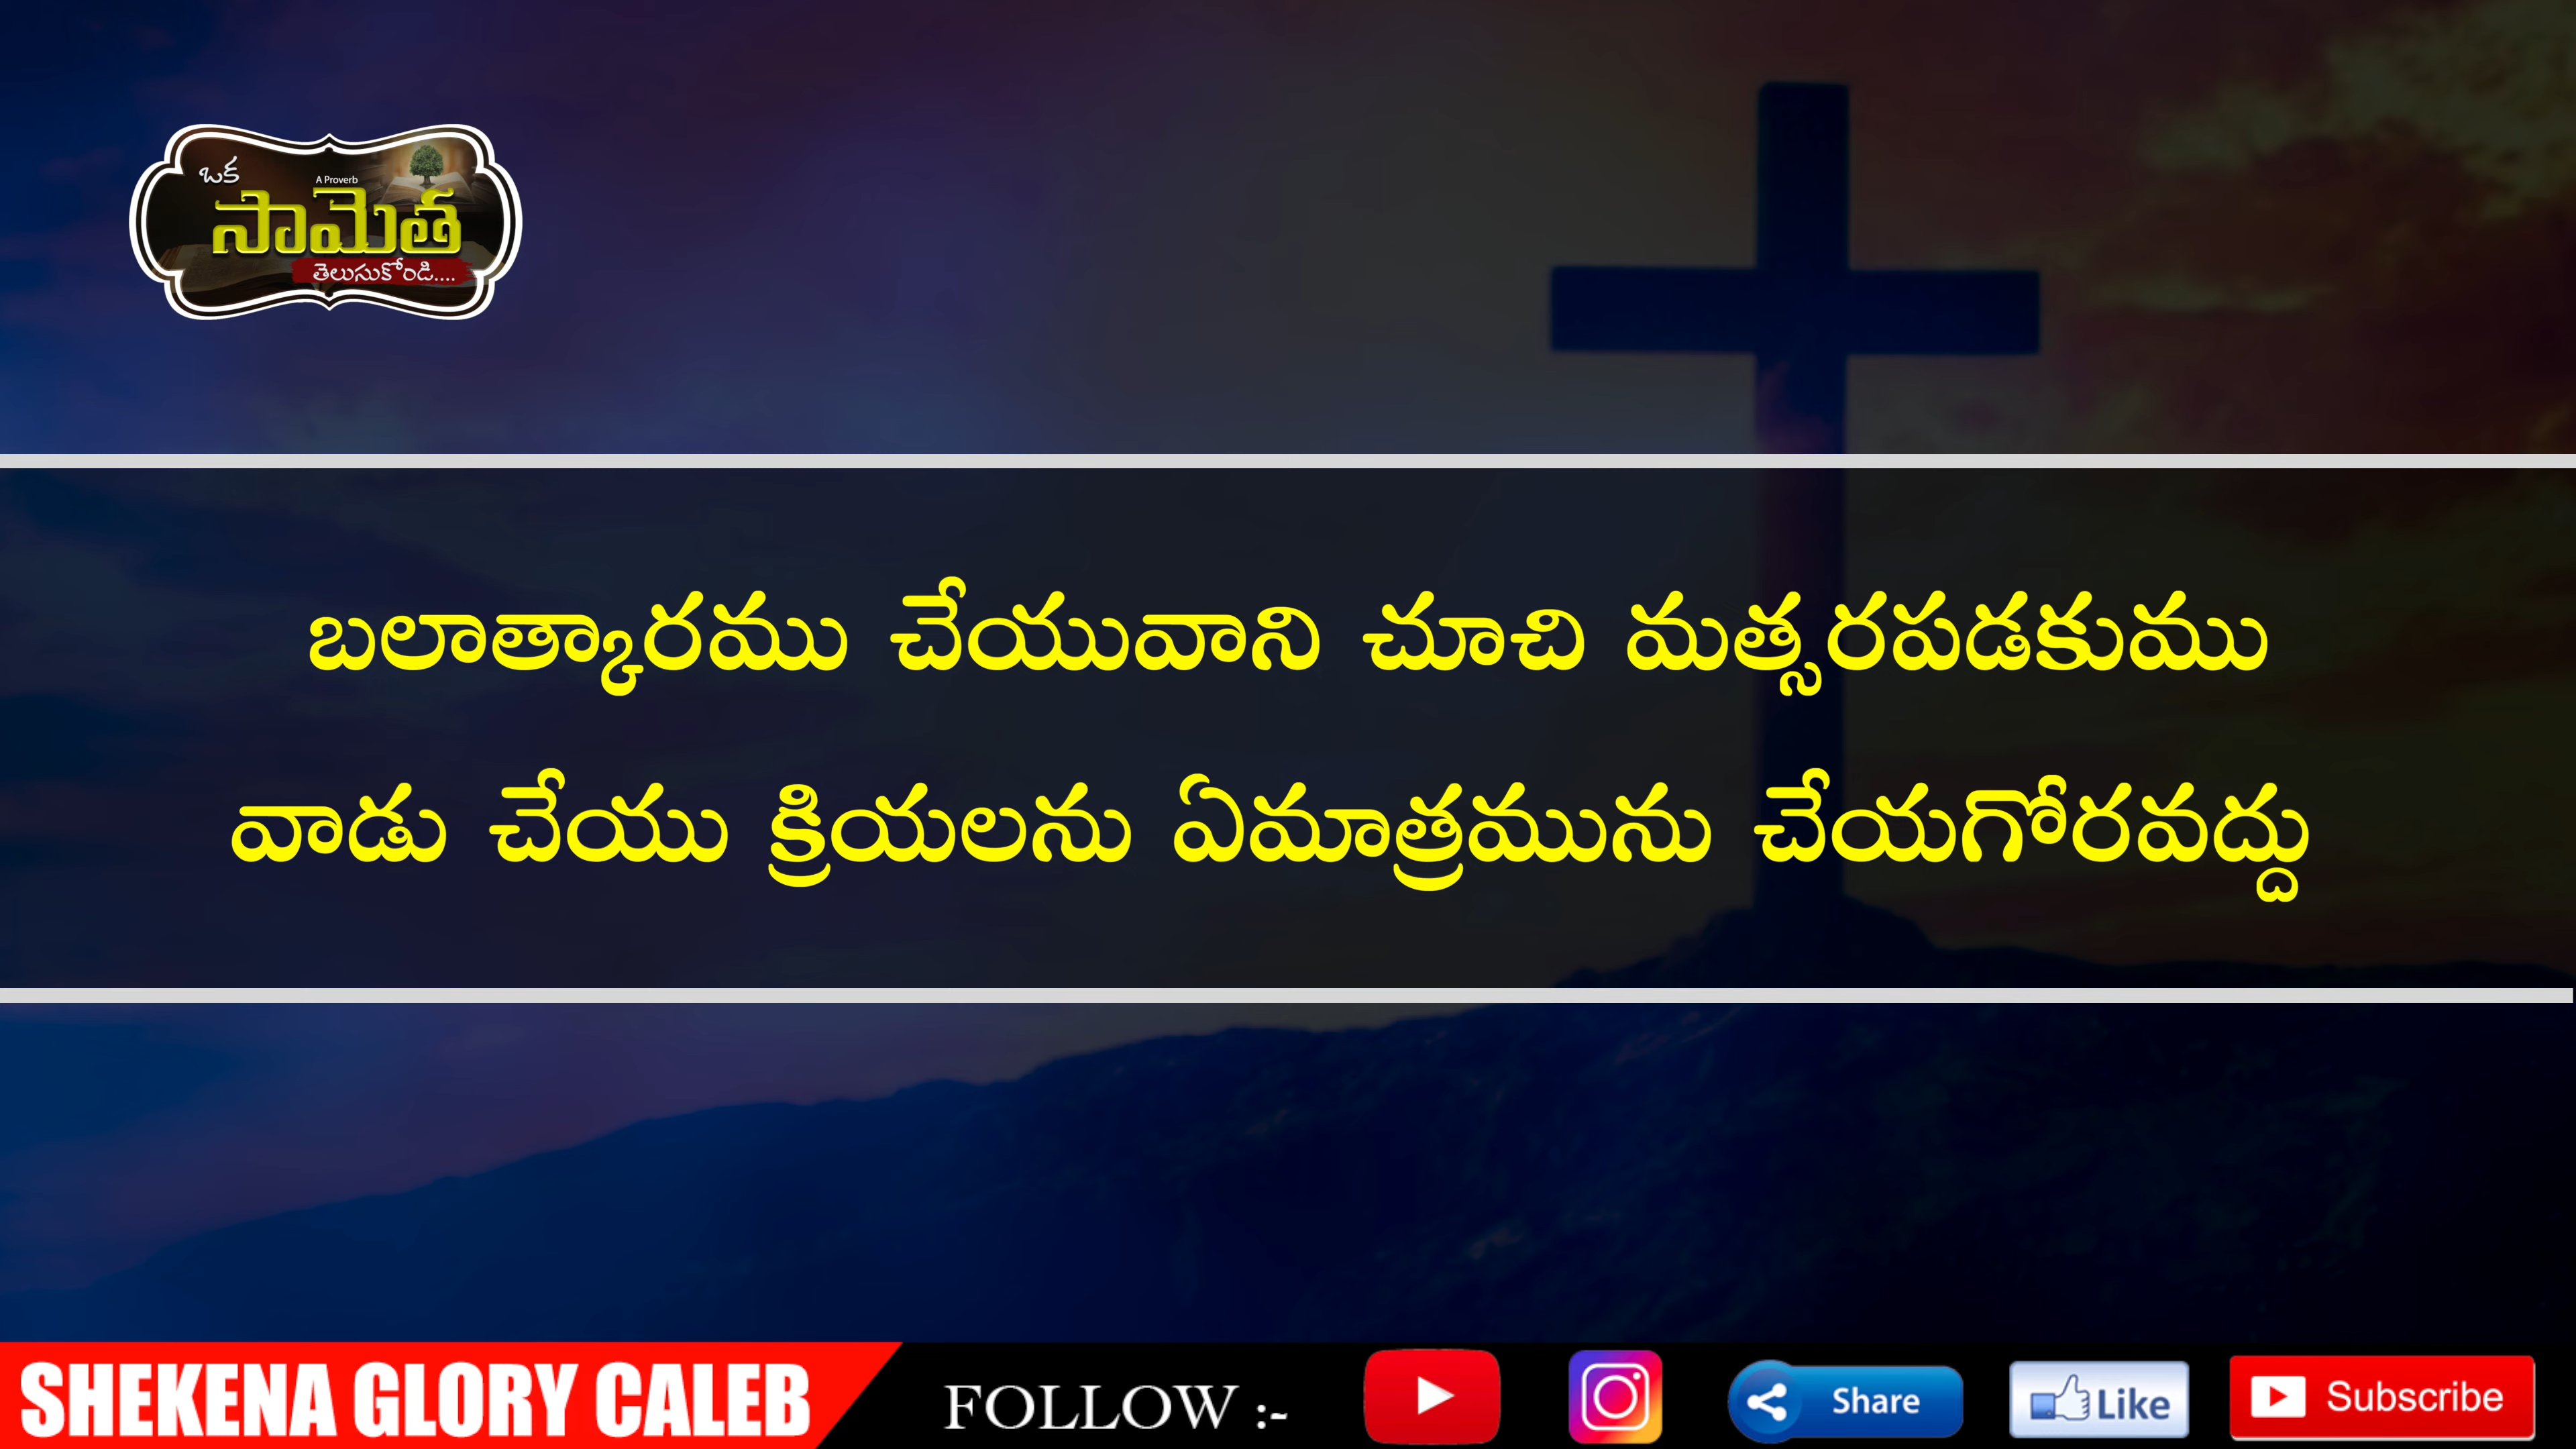 ఒక
A Proverb
సామెత
తెలుసుకోండి....
బలాత్కారము చేయువాని చూచి మత్సరపడకుము
వాడు చేయు క్రియలను ఏమాత్రమును చేయగోరవద్దు
SHEKENA GLORY CALEB
FOLLOW :-
Share
Like
Subscribe